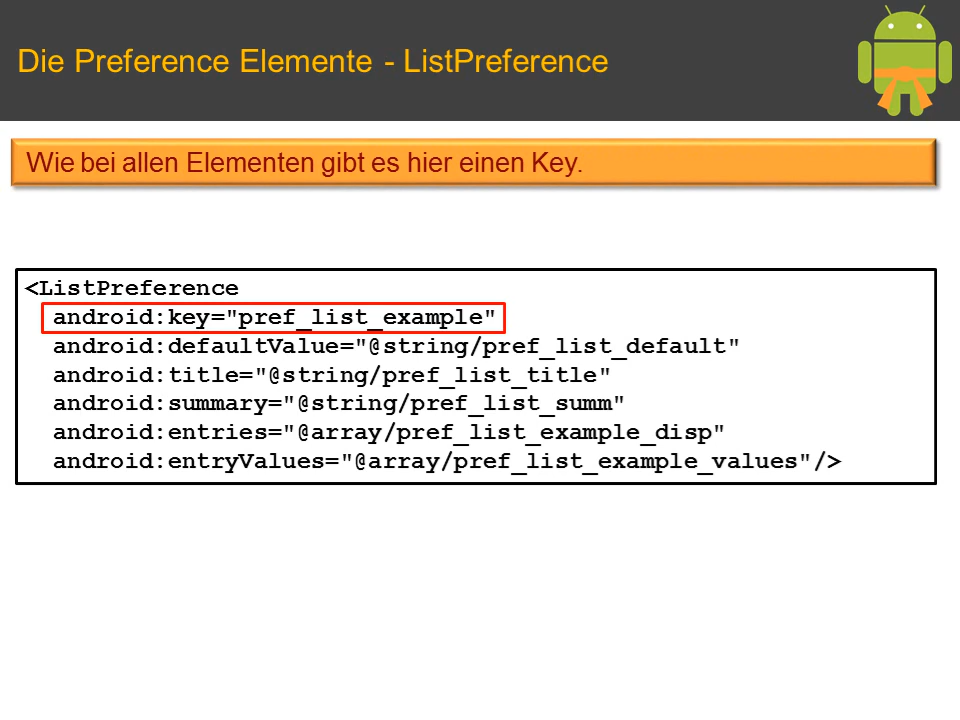 Die Preference Elemente - ListPreference
Wie bei allen Elementen gibt es hier einen Key.
<ListPreference
android:key="pref_list_example"
android:defaultValue="@string/pref_list_default"
android:title="@string/pref_list_title"
android:summary="@string/pref_list_summ"
android:entries="@array/pref_list_example_disp"
android:entryValues="@array/pref_list_example_values"/>